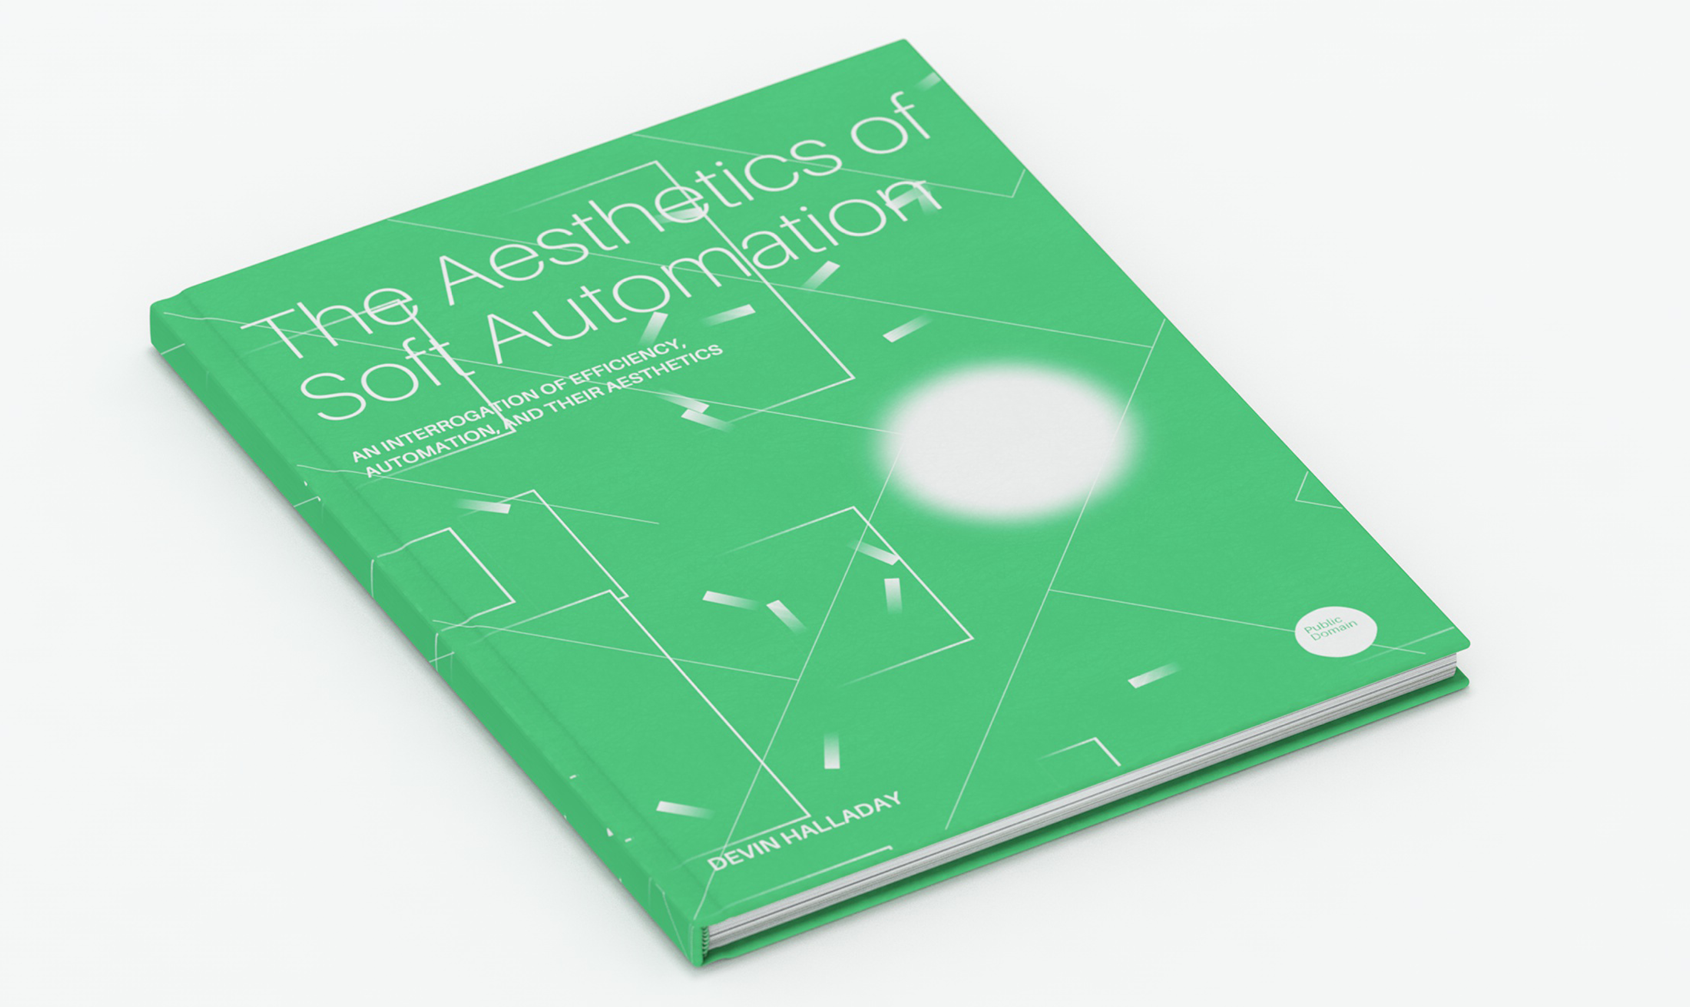 The Aesthetics of
Soft Automation
AN INTERROGATION OF EFFICIENCY,
AUTOMATION, AND THEIR AESTHETICS
Public
Domain
DEVIN HALLADAY